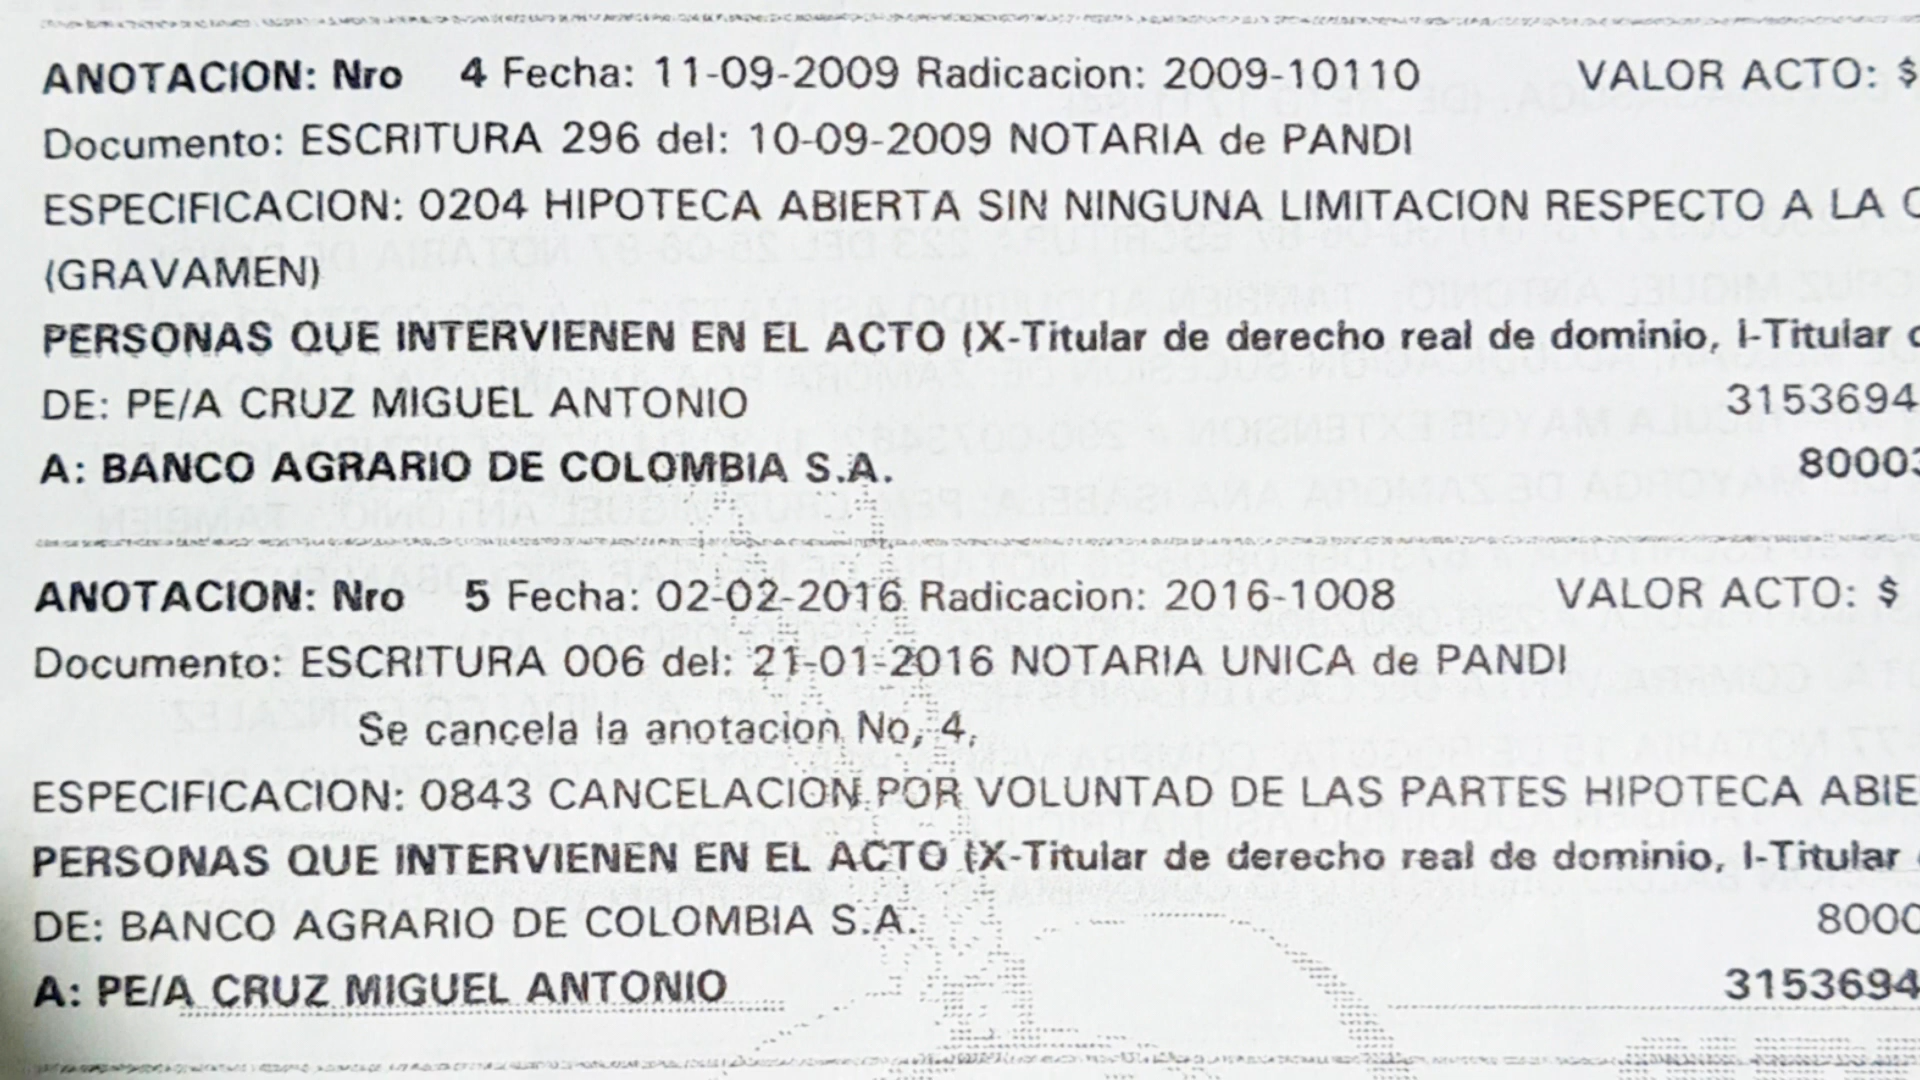 ANOTACION: Nro 4 Fecha: 11-09-2009 Radicacion: 2009-10110 VALOR ACTO: $
Documento: ESCRITURA 296 del: 10-09-2009 NOTARIA de PANDI
ESPECIFICACION: 0204 HIPOTECA ABIERTA SIN NINGUNA LIMITACION RESPECTO A LA C
(GRAVAMEN)
PERSONAS QUE INTERVIENEN EN EL ACTO (X-Titular de derecho real de dominio, I-Titular
DE: PE/A CRUZ MIGUEL ANTONIO 3153694
A: BANCO AGRARIO DE COLOMBIA S.A. 80003
ANOTACION: Nro 5 Fecha: 02-02-2016 Radicacion: 2016-1008 VALOR ACTO: $
Documento: ESCRITURA 006 del: 21-01-2016 NOTARIA UNICA de PANDI
Se cancela la anotacion No, 4,
ESPECIFICACION: 0843 CANCELACION POR VOLUNTAD DE LAS PARTES HIPOTECA ABIE
PERSONAS QUE INTERVIENEN EN EL ACTO (X-Titular de derecho real de dominio, I-Titular
DE: BANCO AGRARIO DE COLOMBIA S.A. 8000
A: PE/A CRUZ MIGUEL ANTONIO 3153694